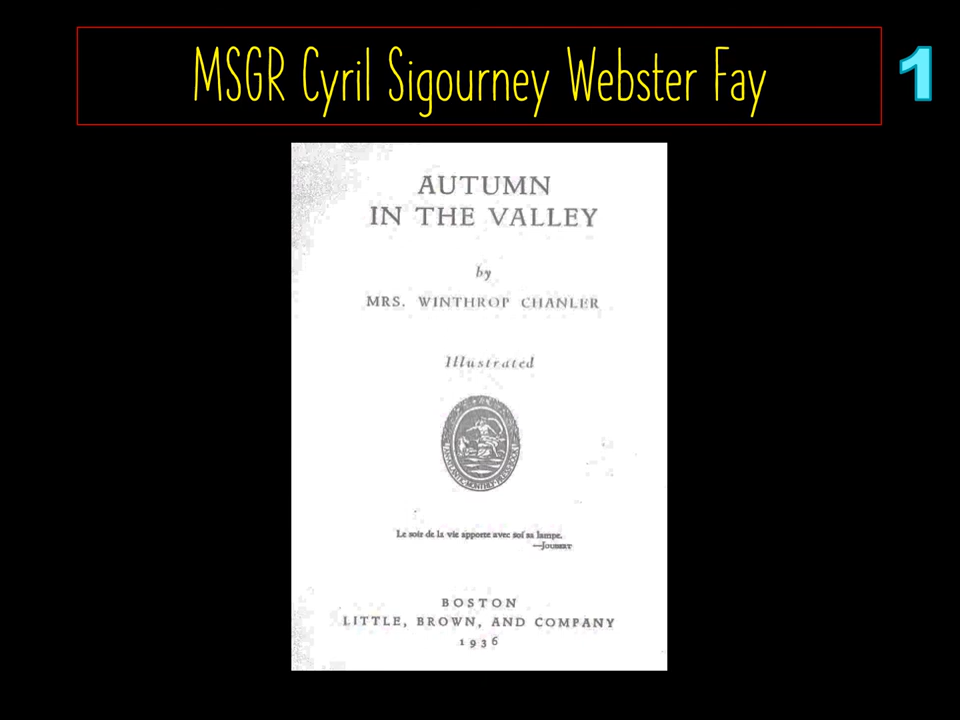 MSGR Cyril Sigourney Webster Fay
1
AUTUMN
IN THE VALLEY
by
MRS. WINTHROP CHANLER
Illustrated
Le soir de la vie apporte avec soi sa lampe.
—JOUBERT
BOSTON
LITTLE, BROWN, AND COMPANY
1936